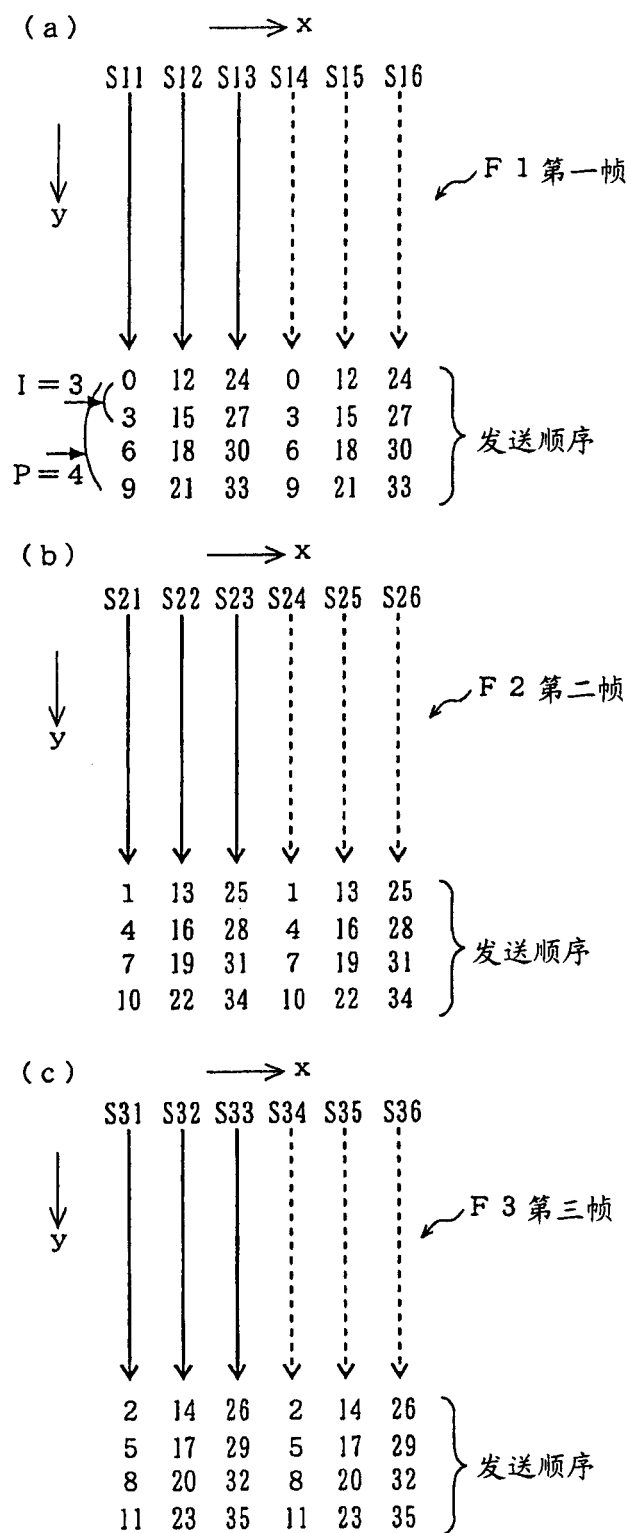 (a) x
S11 S12 S13 S14 S15 S16
F1 第一帧
y
I=3 0 12 24 0 12 24
3 15 27 3 15 27
发送顺序
6 18 30 6 18 30
P=4 9 21 33 9 21 33
(b) x
S21 S22 S23 S24 S25 S26
F2 第二帧
y
1 13 25 1 13 25
4 16 28 4 16 28
发送顺序
7 19 31 7 19 31
10 22 34 10 22 34
(c) x
S31 S32 S33 S34 S35 S36
F3 第三帧
y
2 14 26 2 14 26
5 17 29 5 17 29
发送顺序
8 20 32 8 20 32
11 23 35 11 23 35